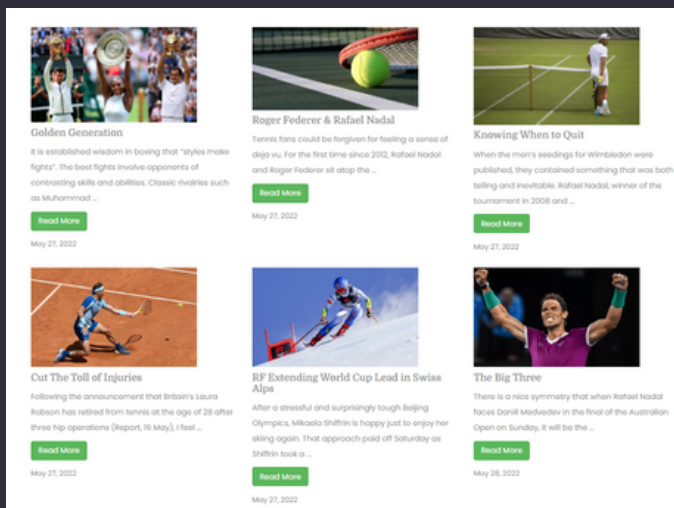 Golden Generation
It is established wisdom in boxing that "styles make
fights". The best fights involve opponents of
contrasting skills and abilities. Classic rivalries such
as Muhammad ...
Read More
May 27, 2022
Roger Federer & Rafael Nadal
Tennis fans could be forgiven for feeling a sense of
deja vu. For the first time since 2012, Rafael Nadal
and Roger Federer sit atop the ...
Read More
May 27, 2022
Knowing When to Quit
When the men's seedings for Wimbledon were
published, they contained something that was both
telling and inevitable. Rafael Nadal, winner of the
tournament in 2008 and ...
Read More
May 27, 2022
Cut The Toll of Injuries
Following the announcement that Britain's Laura
Robson has retired from tennis at the age of 28 after
three hip operations (Report, 16 May), I feel ...
Read More
May 27, 2022
RF Extending World Cup Lead in Swiss
Alps
After a stressful and surprisingly tough Beijing
Olympics, Mikaela Shiffrin is happy just to enjoy her
skiing again. That approach paid off Saturday as
Shiffrin took a ...
Read More
May 27, 2022
The Big Three
There is a nice symmetry that when Rafael Nadal
faces Daniil Medvedev in the final of the Australian
Open on Sunday, it will be the ...
Read More
May 28, 2022